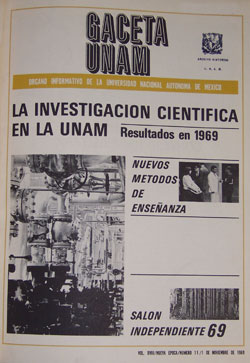 GACETA
UNAM
ORGANO INFORMATIVO DE LA UNIVERSIDAD NACIONAL AUTONOMA DE MEXICO
LA INVESTIGACION CIENTIFICA
EN LA UNAM Resultados en 1969
NUEVOS
METODOS
DE
ENSEÑANZA
SALON
INDEPENDIENTE 69